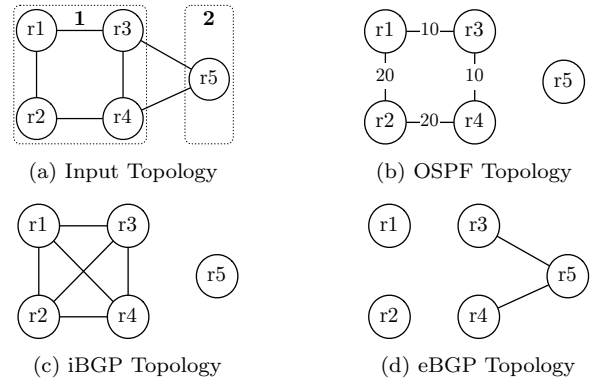 1 2
r1 r3
r5
r2 r4
(a) Input Topology
r1 10 r3
20 10
r5
r2 20 r4
(b) OSPF Topology
r1 r3
r5
r2 r4
(c) iBGP Topology
r1 r3
r5
r2 r4
(d) eBGP Topology